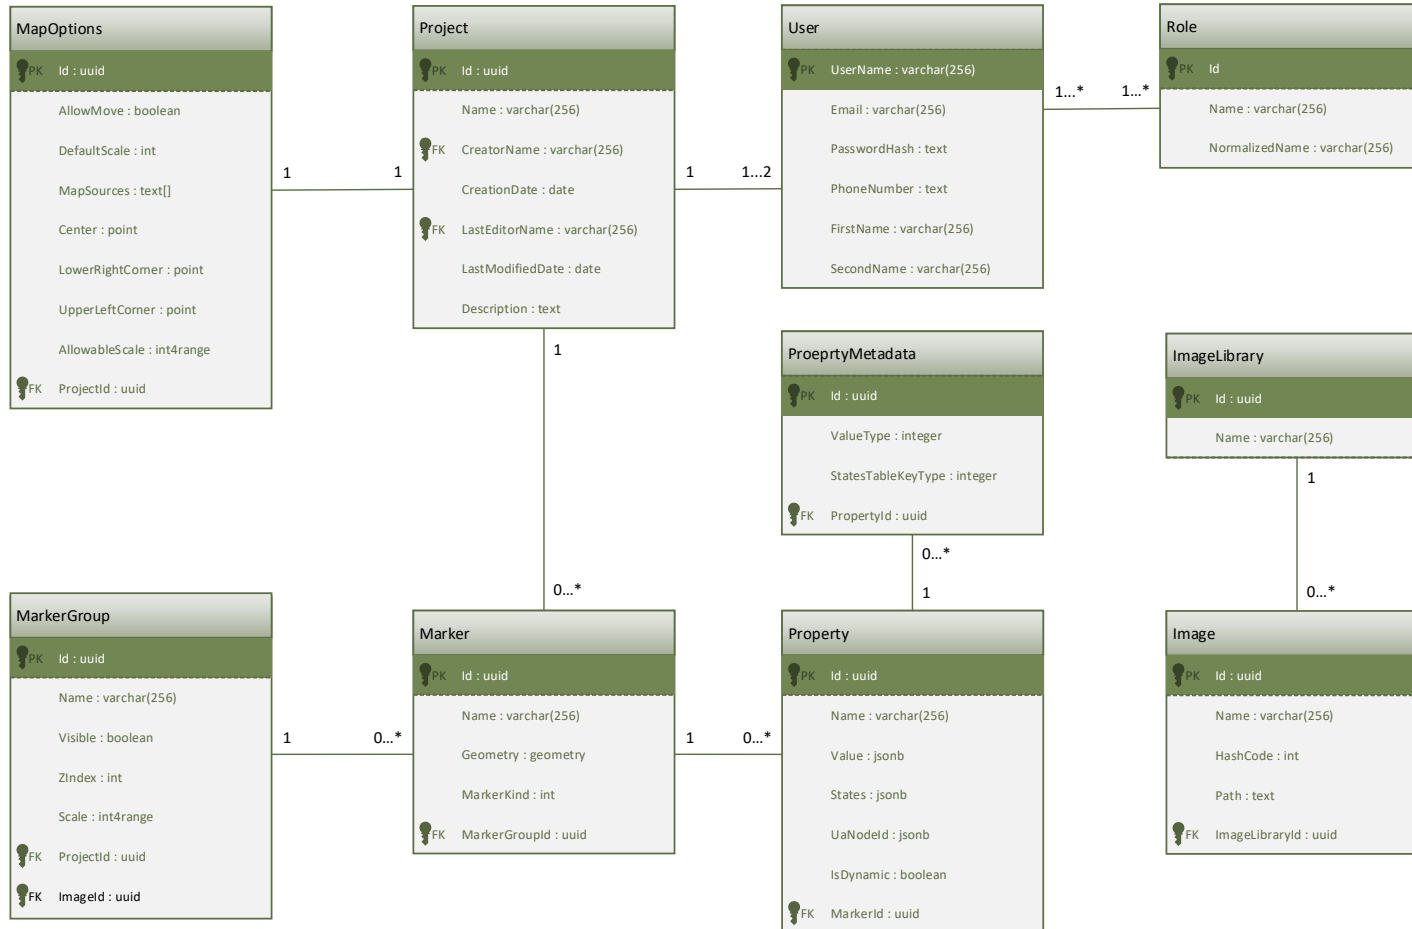 MapOptions
PK Id : uuid
AllowMove : boolean
DefaultScale : int
MapSources : text[]
Center : point
LowerRightCorner : point
UpperLeftCorner : point
AllowableScale : int4range
FK ProjectId : uuid
1
1
Project
PK Id : uuid
Name : varchar(256)
FK CreatorName : varchar(256)
CreationDate : date
FK LastEditorName : varchar(256)
LastModifiedDate : date
Description : text
1
1...2
User
PK UserName : varchar(256)
Email : varchar(256)
PasswordHash : text
PhoneNumber : text
FirstName : varchar(256)
SecondName : varchar(256)
1...*
1...*
Role
PK Id
Name : varchar(256)
NormalizedName : varchar(256)
1
0...*
ProeprtyMetadata
PK Id : uuid
ValueType : integer
StatesTableKeyType : integer
FK PropertyId : uuid
0...*
1
ImageLibrary
PK Id : uuid
Name : varchar(256)
1
0...*
MarkerGroup
PK Id : uuid
Name : varchar(256)
Visible : boolean
ZIndex : int
Scale : int4range
FK ProjectId : uuid
FK ImageId : uuid
1
0...*
Marker
PK Id : uuid
Name : varchar(256)
Geometry : geometry
MarkerKind : int
FK MarkerGroupId : uuid
1
0...*
Property
PK Id : uuid
Name : varchar(256)
Value : jsonb
States : jsonb
UaNodeId : jsonb
IsDynamic : boolean
FK MarkerId : uuid
Image
PK Id : uuid
Name : varchar(256)
HashCode : int
Path : text
FK ImageLibraryId : uuid